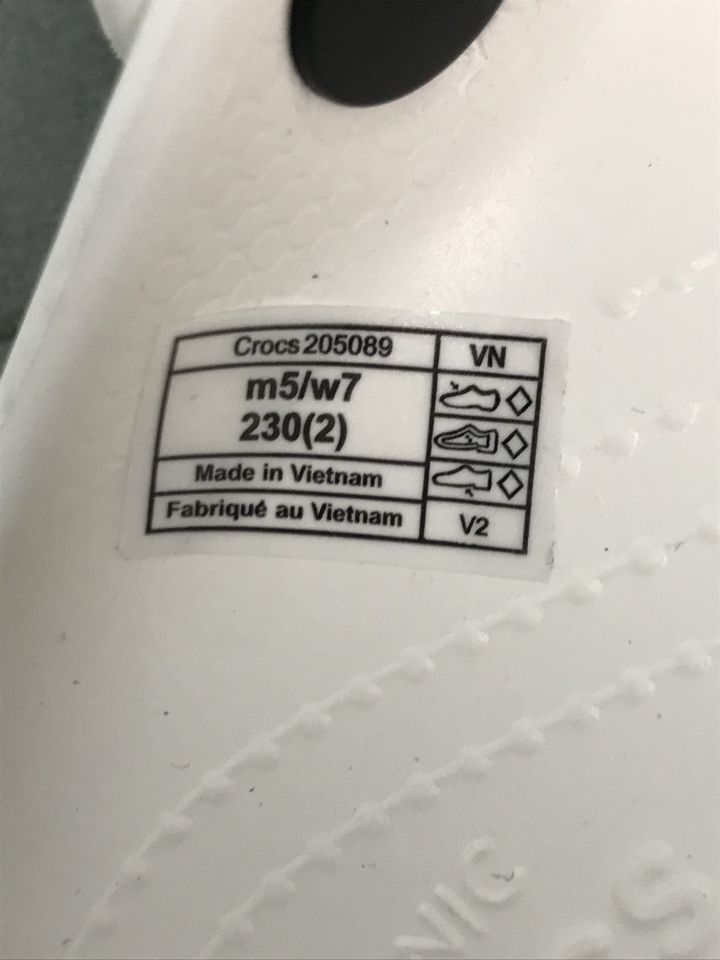 Crocs 205089
VN
m5/w7
230(2)
Made in Vietnam
Fabriqué au Vietnam
V2